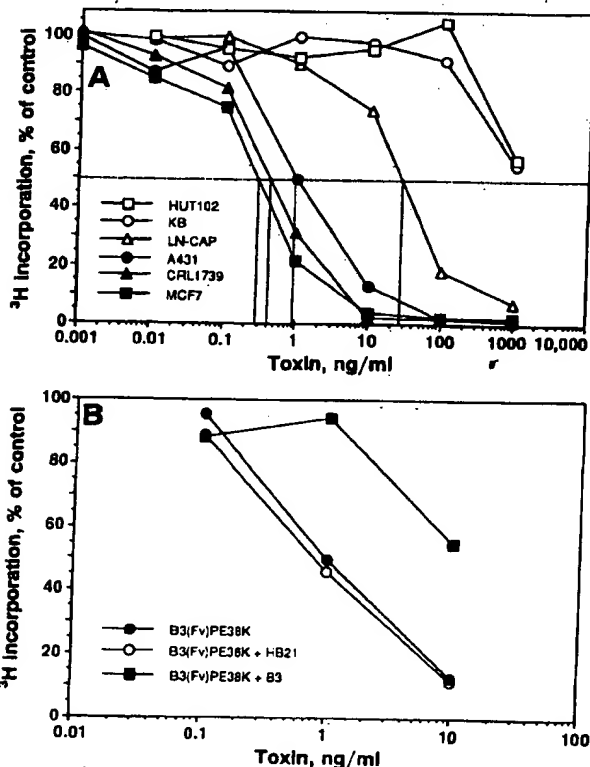 A
³H incorporation, % of control
100
80
60
40
20
0
HUT102
KB
LN-CAP
A431
CRL1739
MCF7
0.001
0.01
0.1
1
10
100
1000
10,000
Toxin, ng/ml
B
³H incorporation, % of control
100
80
60
40
20
0
B3(Fv)PE38K
B3(Fv)PE38K + HB21
B3(Fv)PE38K + B3
0.01
0.1
1
10
100
Toxin, ng/ml